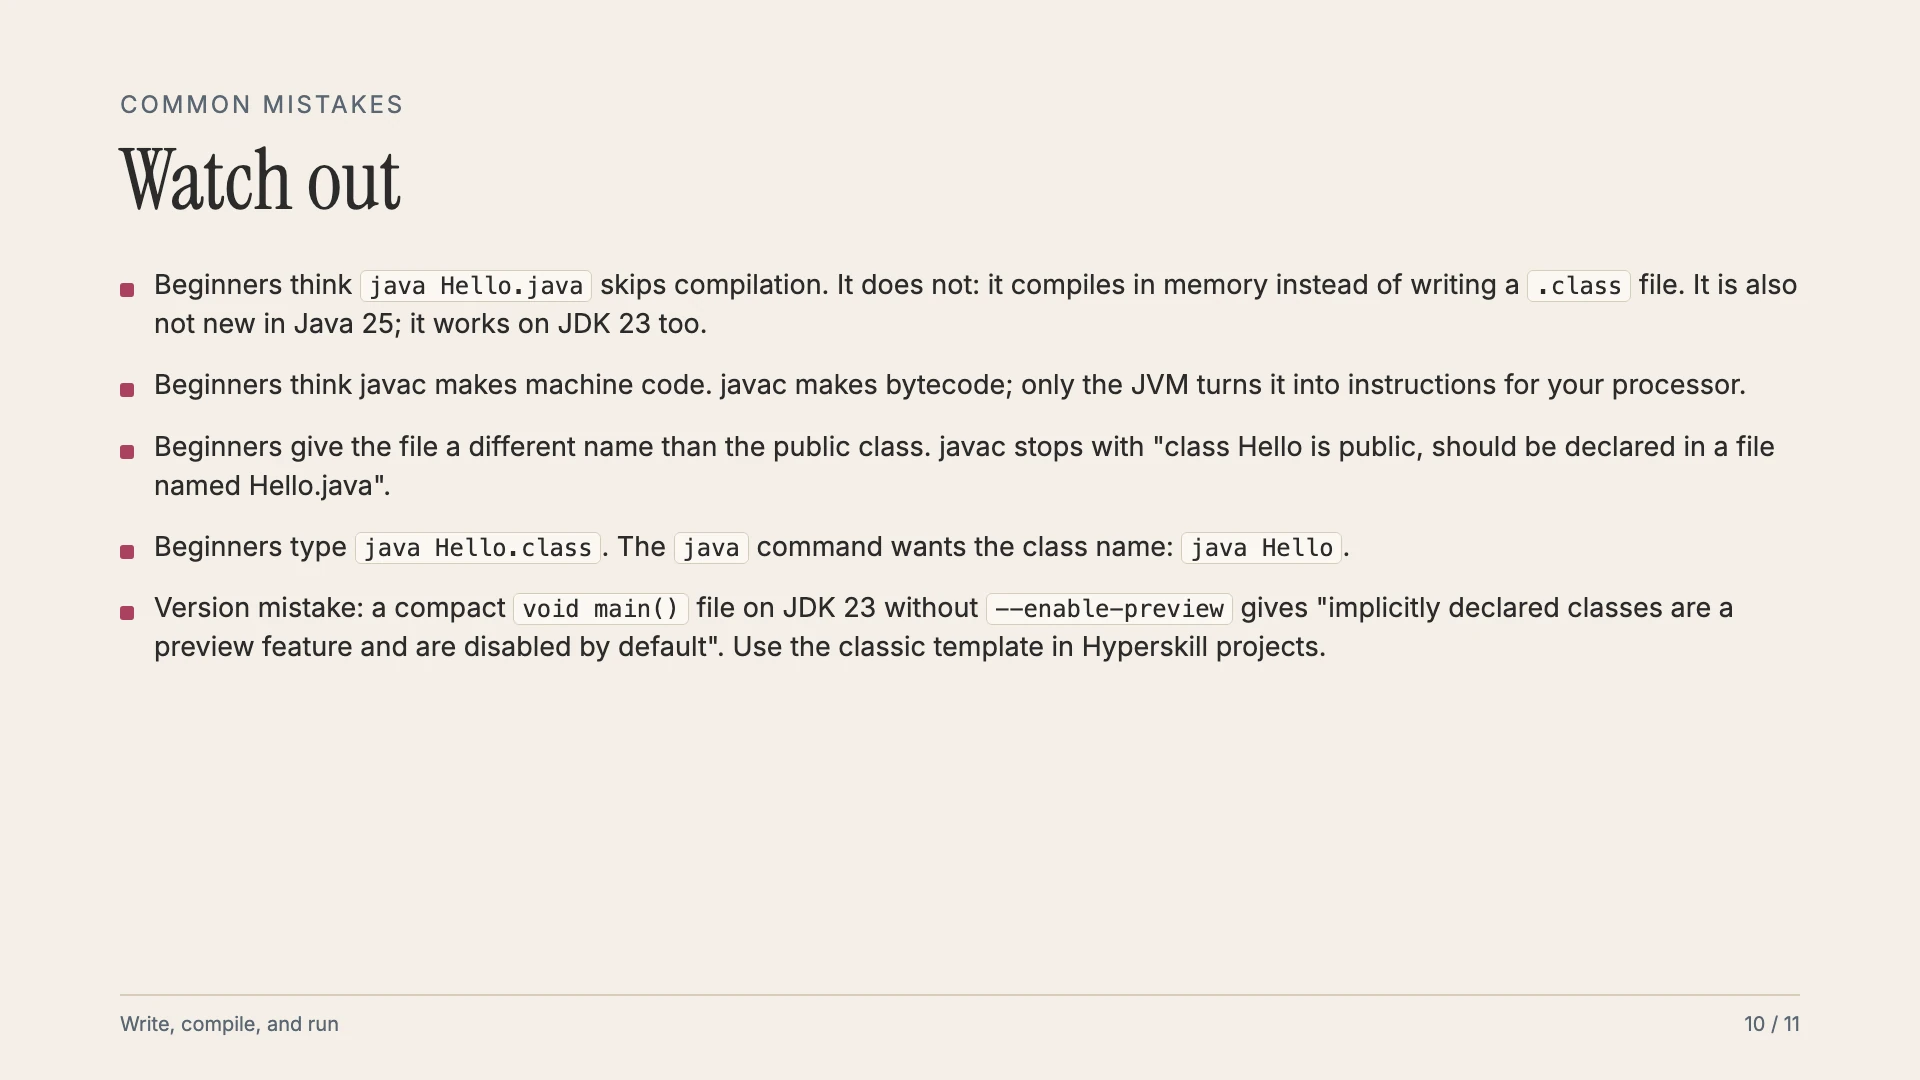 COMMON MISTAKES
Watch out
Beginners think java Hello.java skips compilation. It does not: it compiles in memory instead of writing a .class file. It is also
not new in Java 25; it works on JDK 23 too.
Beginners think javac makes machine code. javac makes bytecode; only the JVM turns it into instructions for your processor.
Beginners give the file a different name than the public class. javac stops with "class Hello is public, should be declared in a file
named Hello.java".
Beginners type java Hello.class. The java command wants the class name: java Hello.
Version mistake: a compact void main() file on JDK 23 without --enable-preview gives "implicitly declared classes are a
preview feature and are disabled by default". Use the classic template in Hyperskill projects.
Write, compile, and run
10 / 11